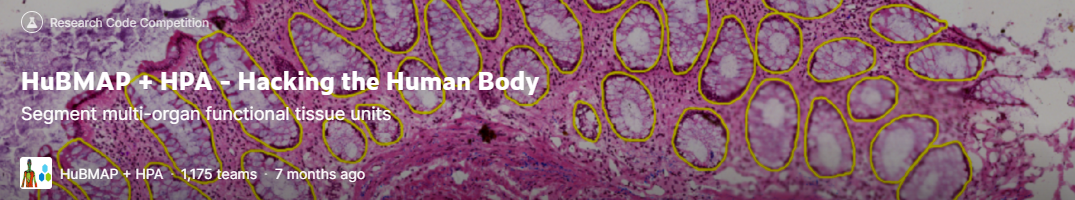 Research Code Competition
HuBMAP + HPA - Hacking the Human Body
Segment multi-organ functional tissue units
HuBMAP + HPA · 1,175 teams · 7 months ago